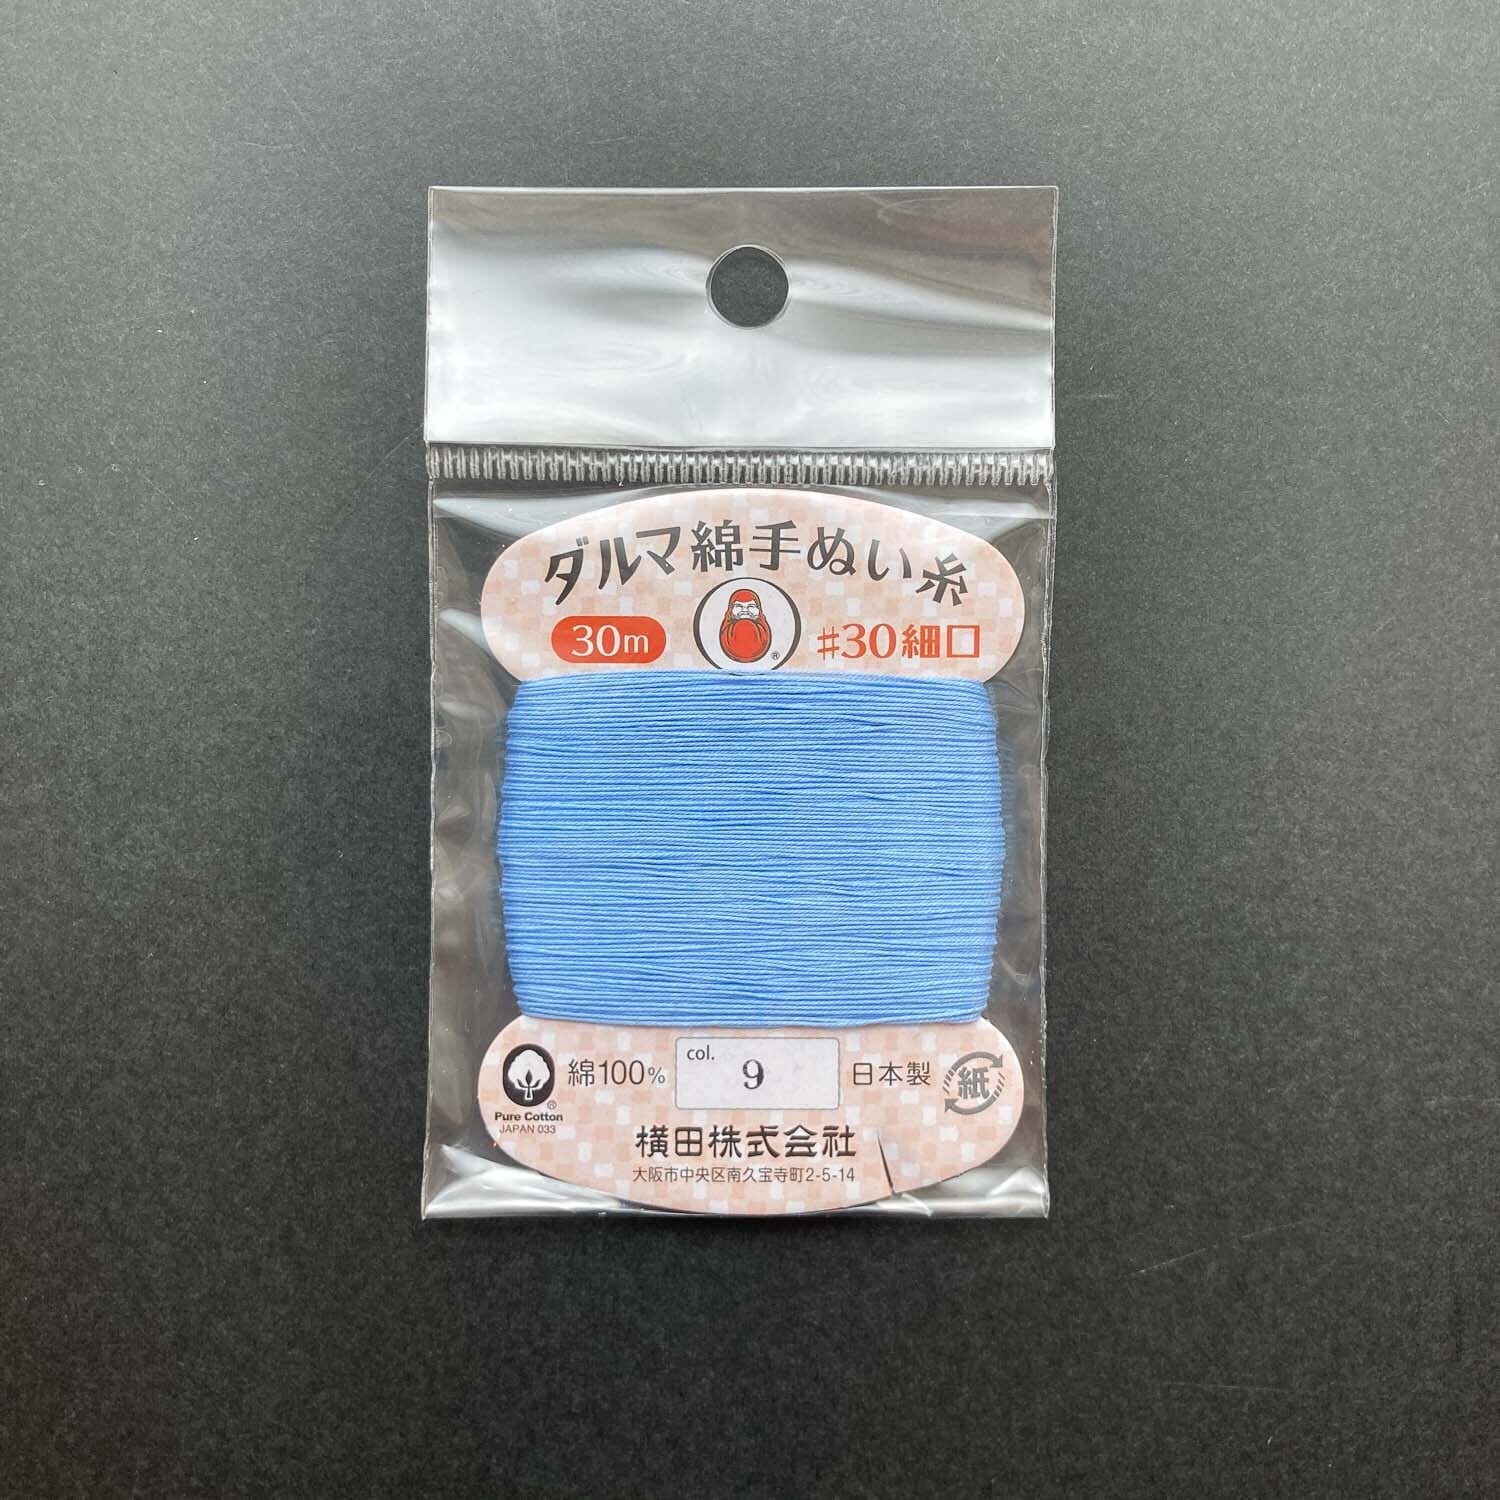 ダルマ綿手ぬい糸
30m
®
♯30細口
綿100%
col.
9
日本製
紙
®
Pure Cotton
JAPAN 033
横田株式会社
大阪市中央区南久宝寺町2-5-14